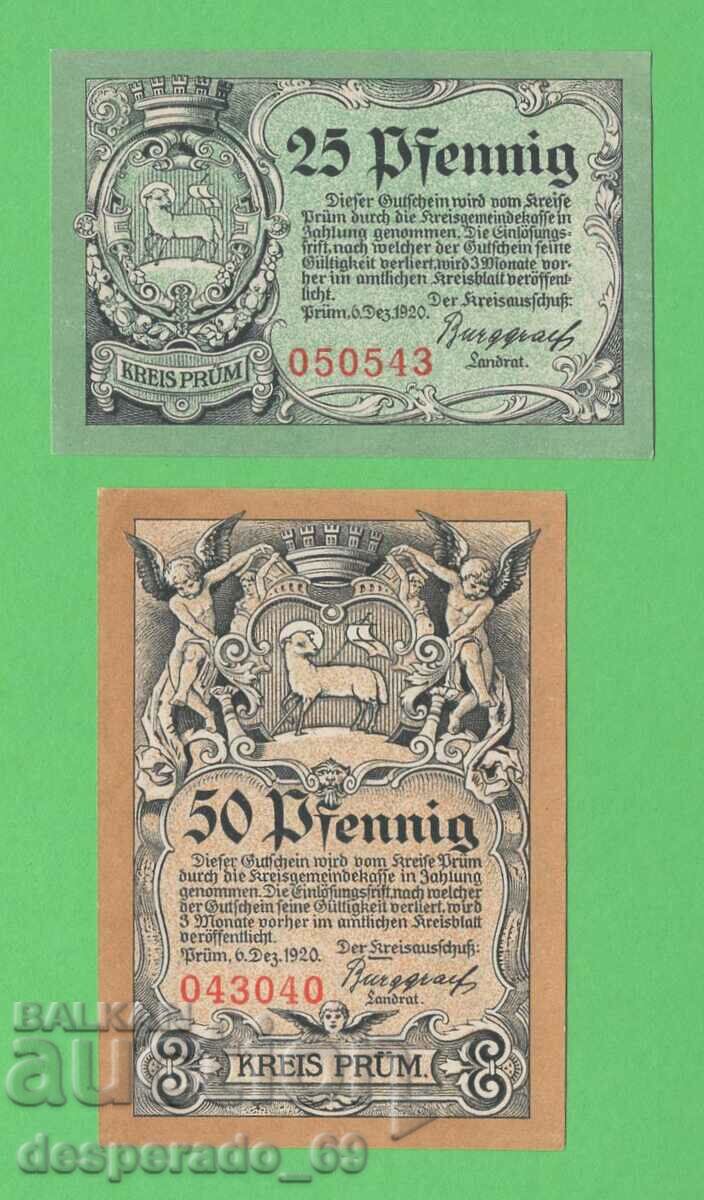 25 Pfennig
Dieser Gutschein wird vom Kreise
Prüm durch die Kreisgemeindekasse in
Zahlung genommen. Die Einlösungs-
frist, nach welcher der Gutschein seine
Gültigkeit verliert, wird 3 Monate vor-
her im amtlichen Kreisblatt veröffent-
licht. Der Kreisausschuß:
Prüm, 6. Dez. 1920. Burggraef
050543 Landrat.
KREIS PRÜM
50 Pfennig
Dieser Gutschein wird vom Kreise Prüm
durch die Kreisgemeindekasse in Zahlung
genommen. Die Einlösungsfrist, nach welcher
der Gutschein seine Gültigkeit verliert, wird
3 Monate vorher im amtlichen Kreisblatt
veröffentlicht. Der Kreisausschuß:
Prüm, 6. Dez. 1920. Burggraef
043040 Landrat.
KREIS PRÜM.
BALKAN
auction
desperado_69